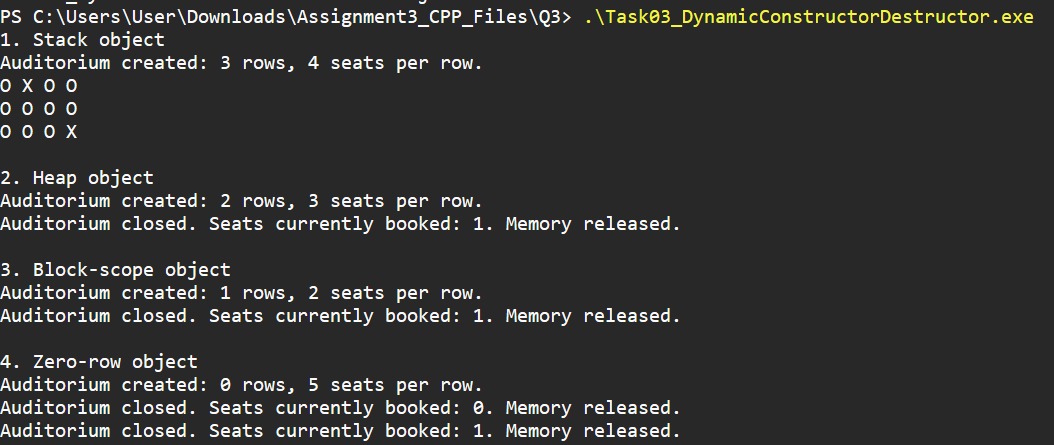 PS C:\Users\User\Downloads\Assignment3_CPP_Files\Q3> .\Task03_DynamicConstructorDestructor.exe
1. Stack object
Auditorium created: 3 rows, 4 seats per row.
O X O O
O O O O
O O O X
2. Heap object
Auditorium created: 2 rows, 3 seats per row.
Auditorium closed. Seats currently booked: 1. Memory released.
3. Block-scope object
Auditorium created: 1 rows, 2 seats per row.
Auditorium closed. Seats currently booked: 1. Memory released.
4. Zero-row object
Auditorium created: 0 rows, 5 seats per row.
Auditorium closed. Seats currently booked: 0. Memory released.
Auditorium closed. Seats currently booked: 1. Memory released.